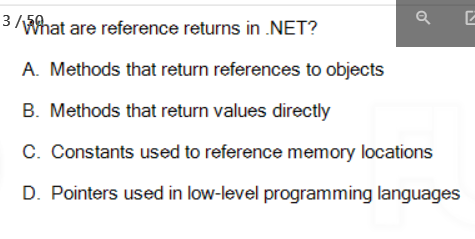 3 / 50
What are reference returns in .NET?
A. Methods that return references to objects
B. Methods that return values directly
C. Constants used to reference memory locations
D. Pointers used in low-level programming languages